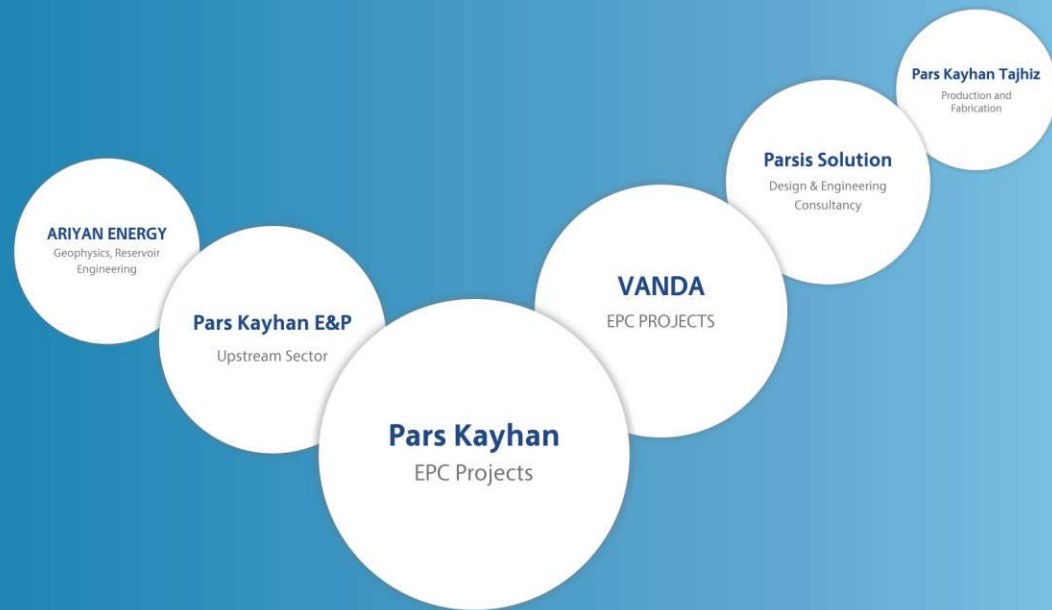 ARIYAN ENERGY
Geophysics, Reservoir
Engineering
Pars Kayhan E&P
Upstream Sector
Pars Kayhan
EPC Projects
VANDA
EPC PROJECTS
Parsis Solution
Design & Engineering
Consultancy
Pars Kayhan Tajhiz
Production and
Fabrication